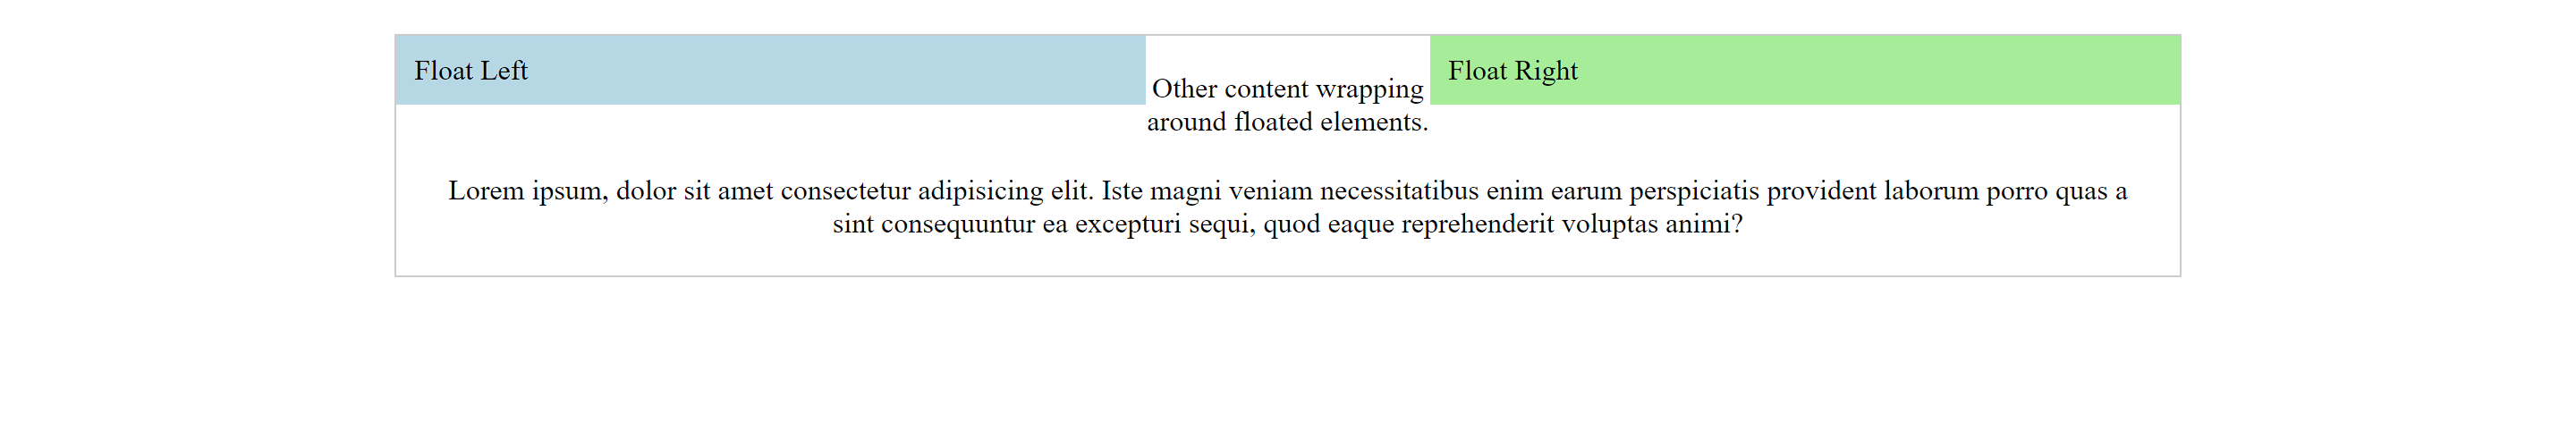 Float Left
Other content wrapping
around floated elements.
Float Right
Lorem ipsum, dolor sit amet consectetur adipisicing elit. Iste magni veniam necessitatibus enim earum perspiciatis provident laborum porro quas a
sint consequuntur ea excepturi sequi, quod eaque reprehenderit voluptas animi?